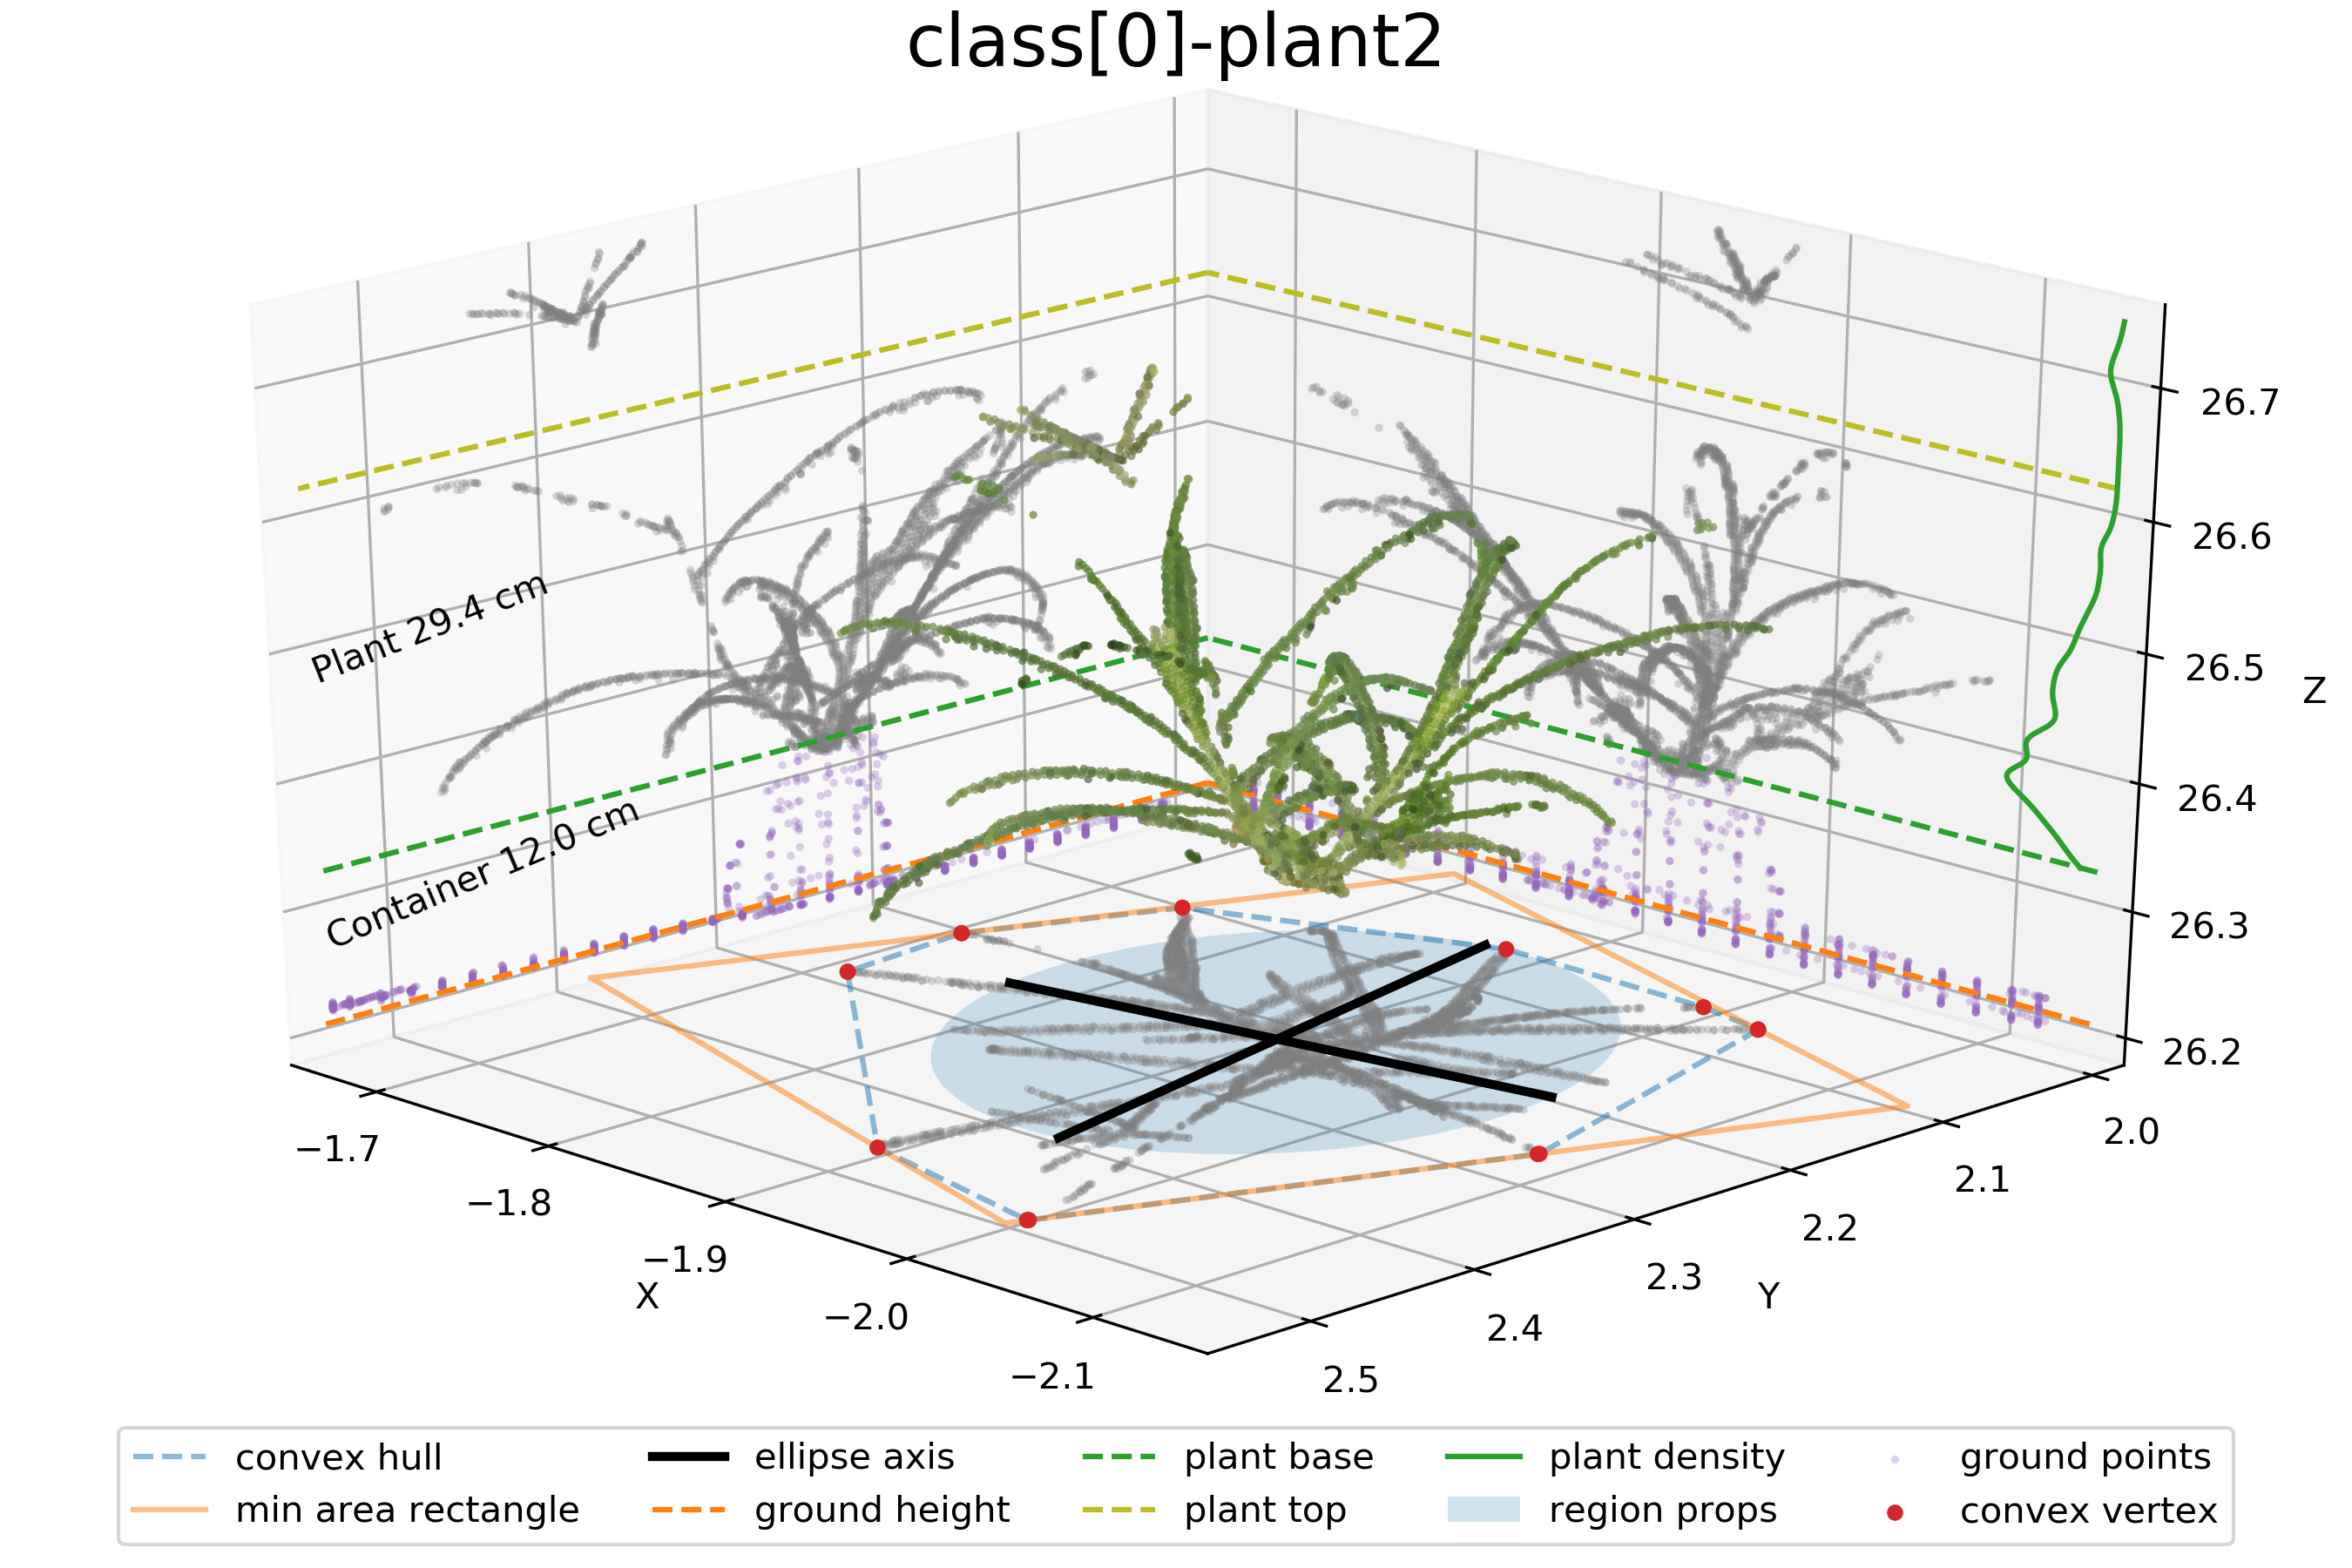 class[0]-plant2
Plant 29.4 cm
Container 12.0 cm
26.7
26.6
26.5
26.4
26.3
26.2
Z
−1.7
−1.8
−1.9
−2.0
−2.1
X
2.0
2.1
2.2
2.3
2.4
2.5
Y
convex hull
min area rectangle
ellipse axis
ground height
plant base
plant top
plant density
region props
ground points
convex vertex